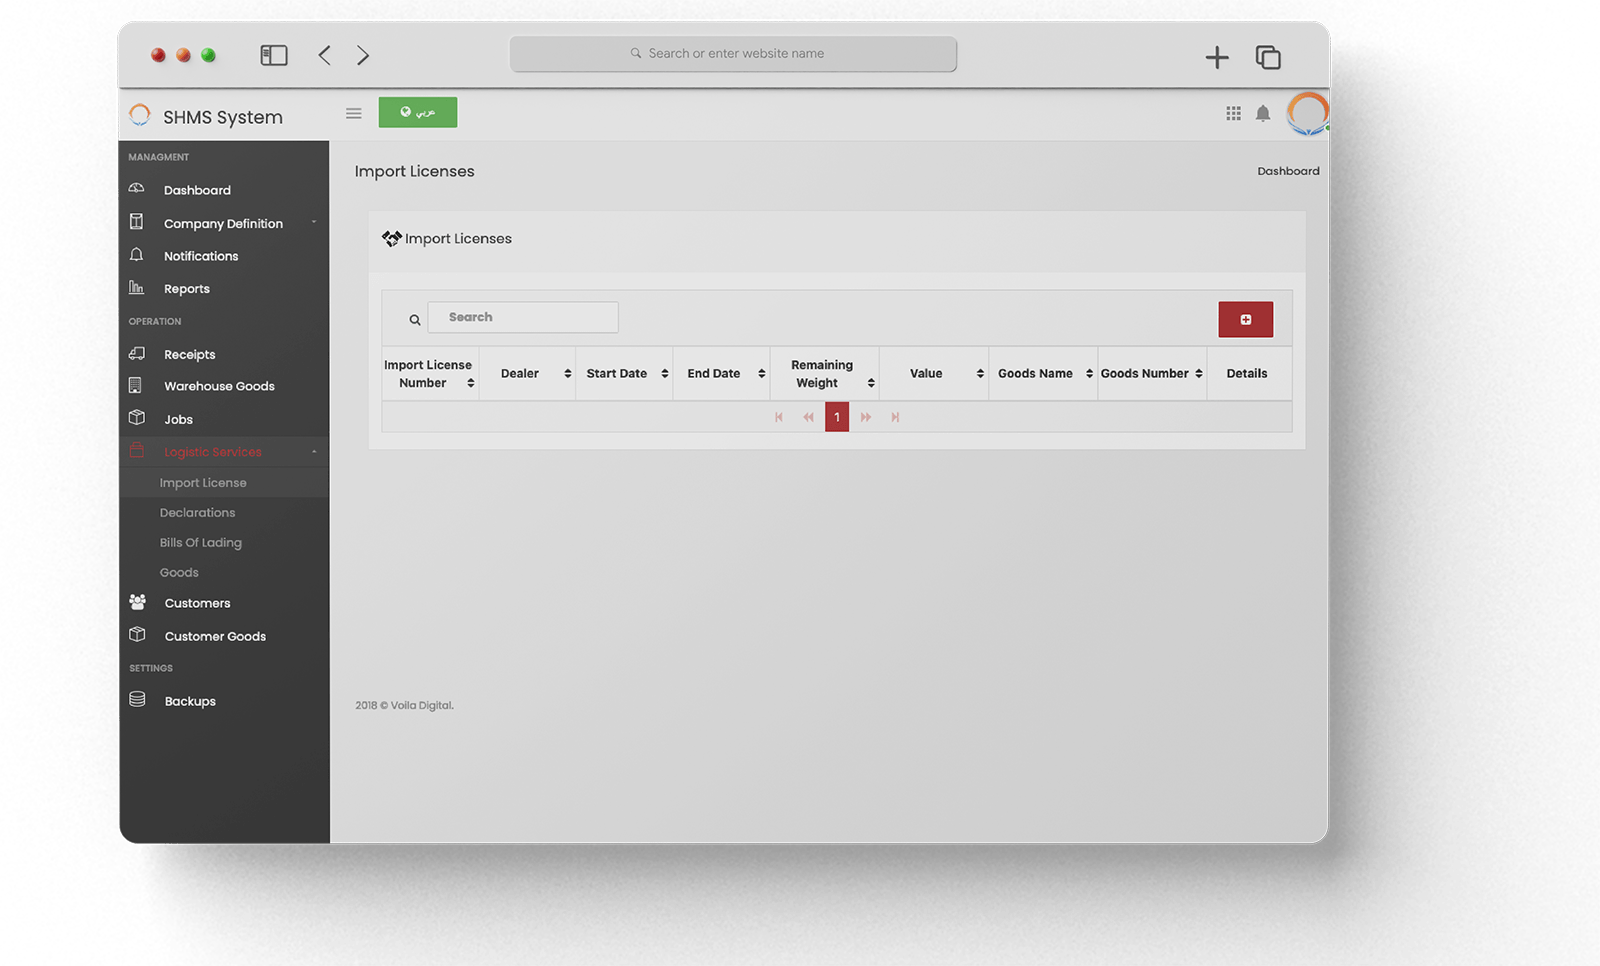 Search or enter website name
SHMS System
عربي
MANAGMENT
Dashboard
Company Definition
Notifications
Reports
OPERATION
Receipts
Warehouse Goods
Jobs
Logistic Services
Import License
Declarations
Bills Of Lading
Goods
Customers
Customer Goods
SETTINGS
Backups
Import Licenses
Dashboard
Import Licenses
Search
Import License Number
Dealer
Start Date
End Date
Remaining Weight
Value
Goods Name
Goods Number
Details
1
2018 © Voila Digital.